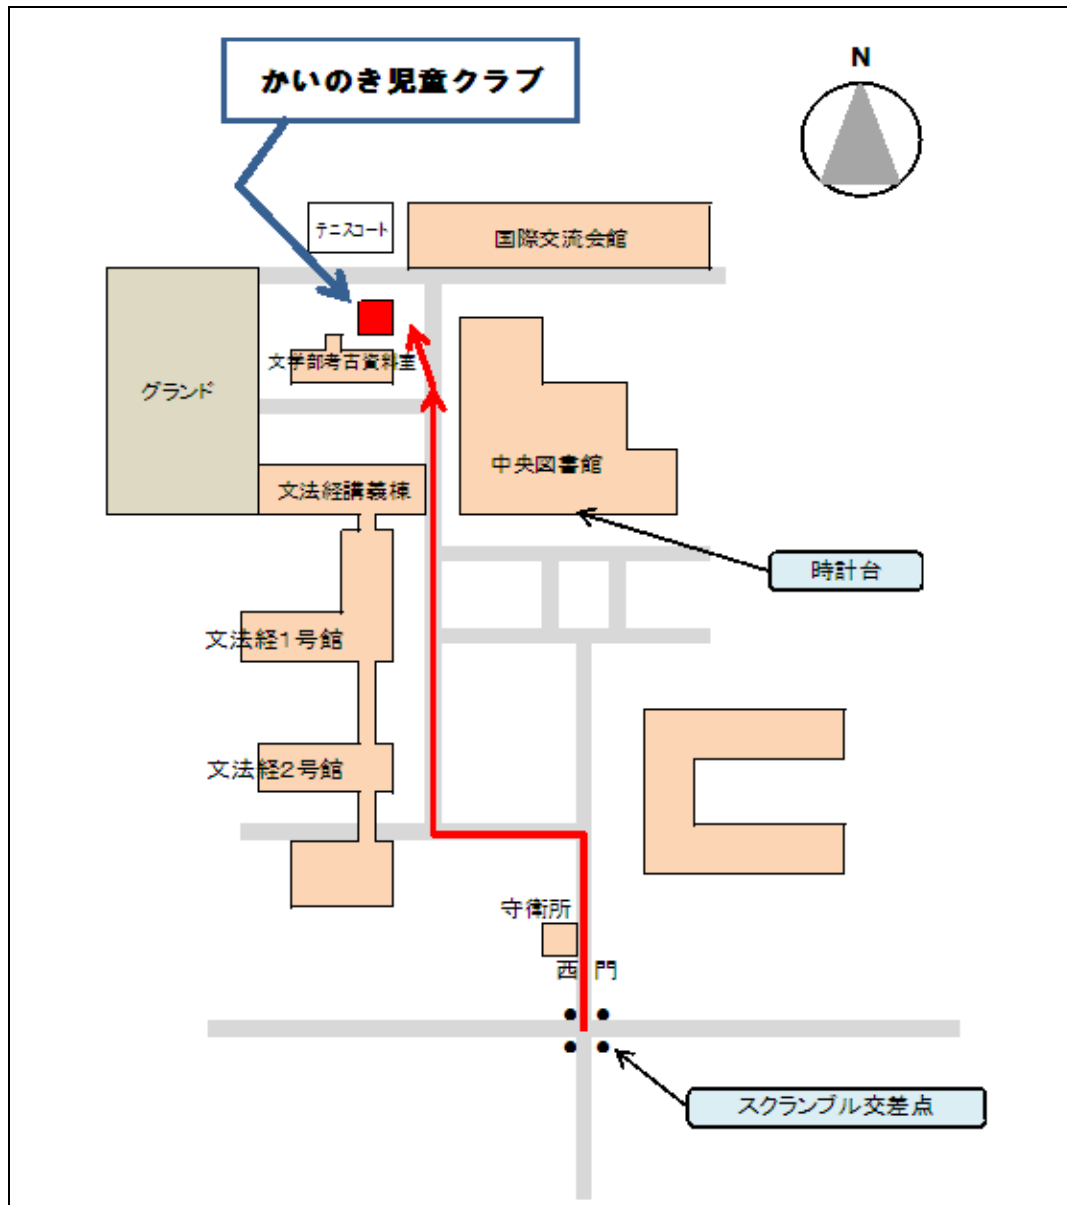 かいのき児童クラブ
N
テニスコート
国際交流会館
文学部考古資料室
グランド
中央図書館
文法経講義棟
時計台
文法経1号館
文法経2号館
守衛所
西 門
スクランブル交差点